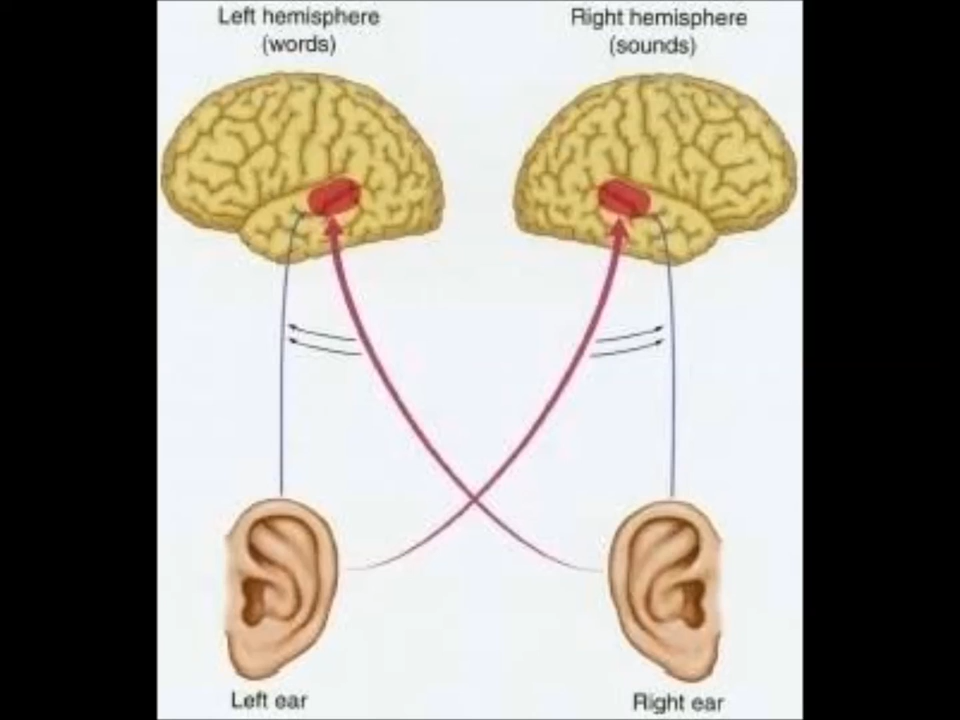 Left hemisphere
(words)
Right hemisphere
(sounds)
Left ear
Right ear